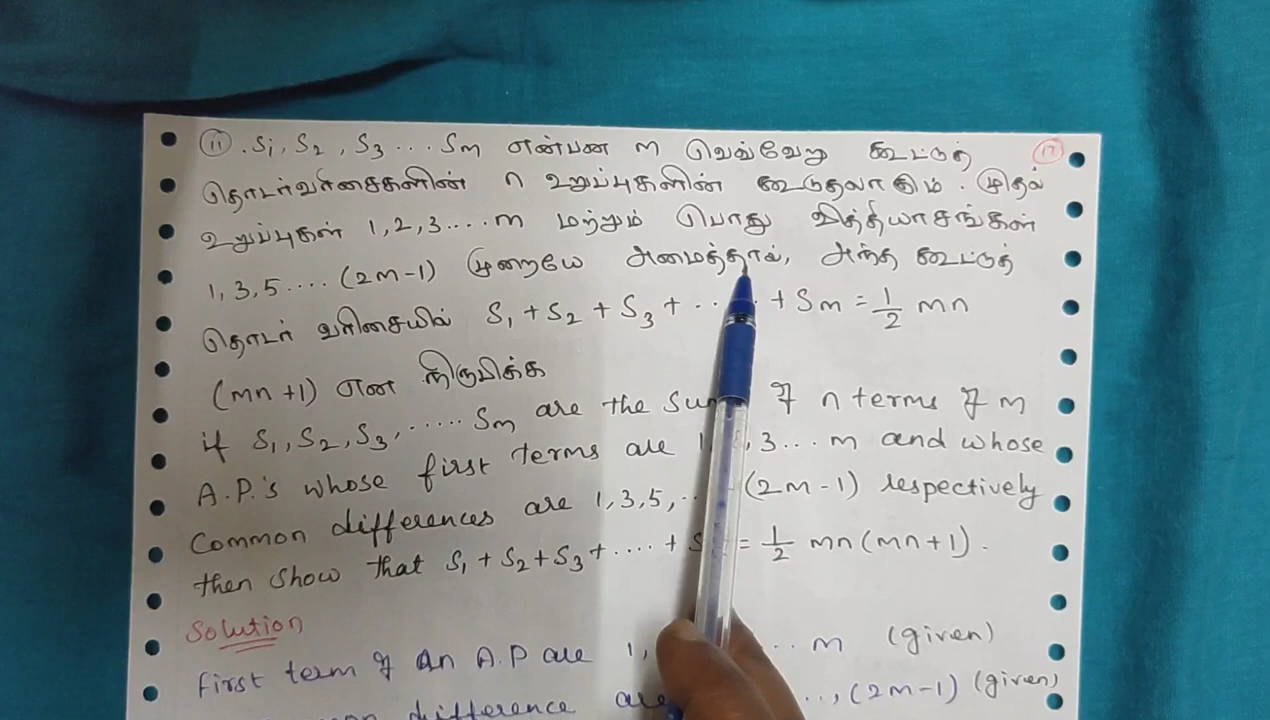 11 . S1, S2, S3 ... Sm என்பன m வெவ்வேறு கூட்டுத் 17
தொடர்வரிசைகளின் n உறுப்புகளின் கூடுதலாகும். முதல்
உறுப்புகள் 1,2,3....m மற்றும் பொது வித்தியாசங்கள்
1, 3, 5 .... (2m-1) முறையே அமைத்தால், அந்த கூட்டுத்
தொடர் வரிசையில் S1 + S2 + S3 + ... + Sm = 1/2 mn
(mn+1) என நிருபிக்க
if S1, S2, S3, ..... Sm are the n terms of m
A.P.'s whose first terms are 1, 3... m and whose
Common differences are 1, 3, 5, .. (2m-1) respectively
then Show that S1 + S2 + S3 + .... + S = 1/2 mn (mn+1).
Solution
First term of an A.P are 1, .. m (given)
difference are ..., (2m-1) (given)